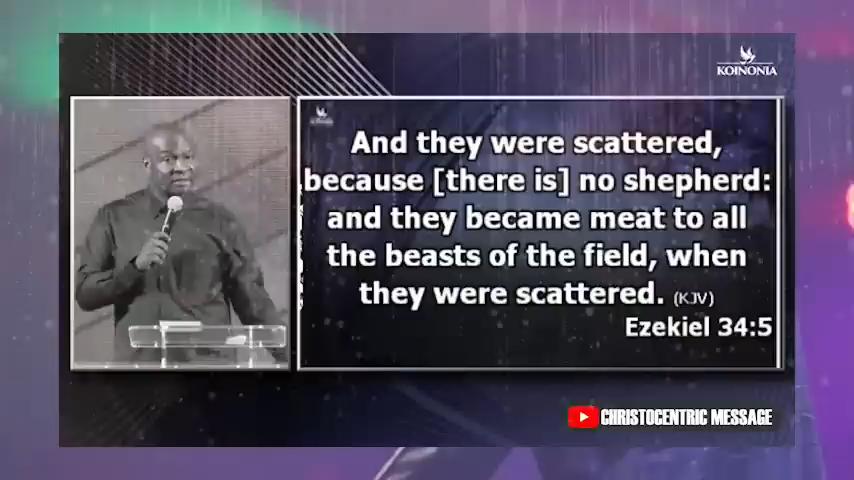 KOINONIA
KOINONIA
And they were scattered,
because [there is] no shepherd:
and they became meat to all
the beasts of the field, when
they were scattered. (KJV)
Ezekiel 34:5
CHRISTOCENTRIC MESSAGE